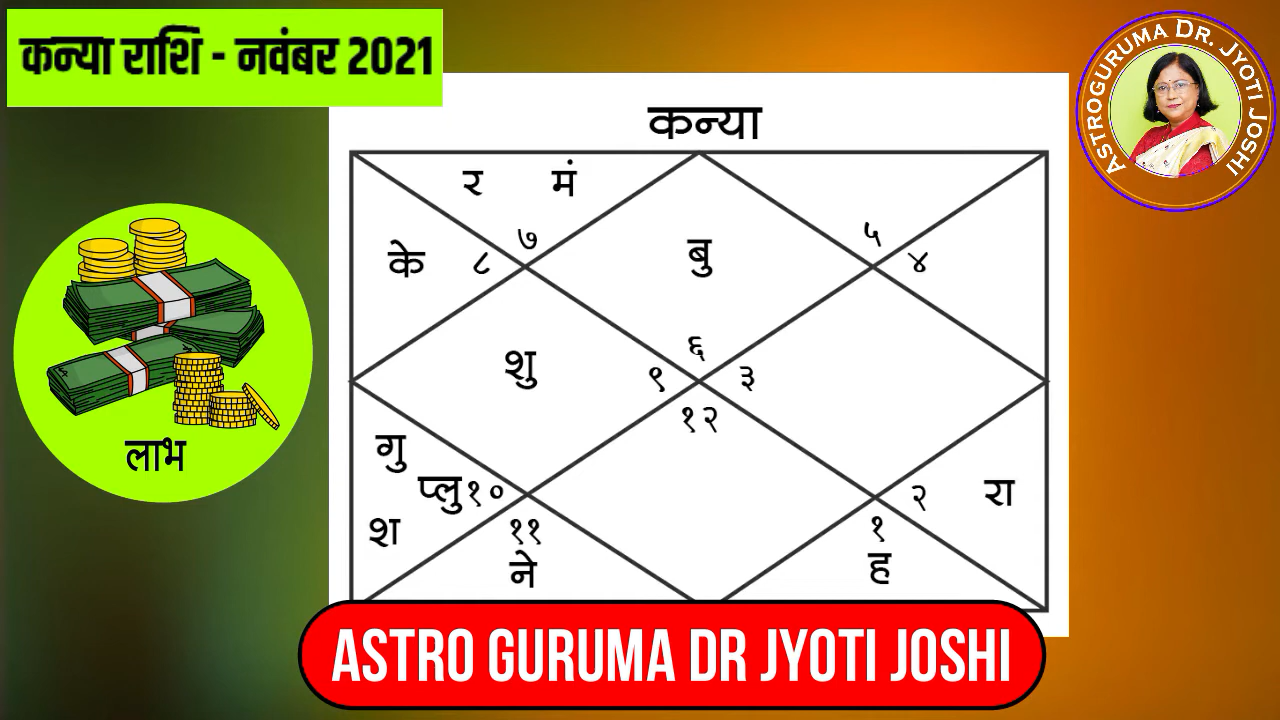 कन्या राशि - नवंबर 2021
ASTROGURUMA DR. JYOTI JOSHI
कन्या
र मं
७
के ८
बु
५
४
शु
६
९ ३
१२
गु
प्लु १०
श
११
ने
२ रा
१
ह
लाभ
ASTRO GURUMA DR JYOTI JOSHI